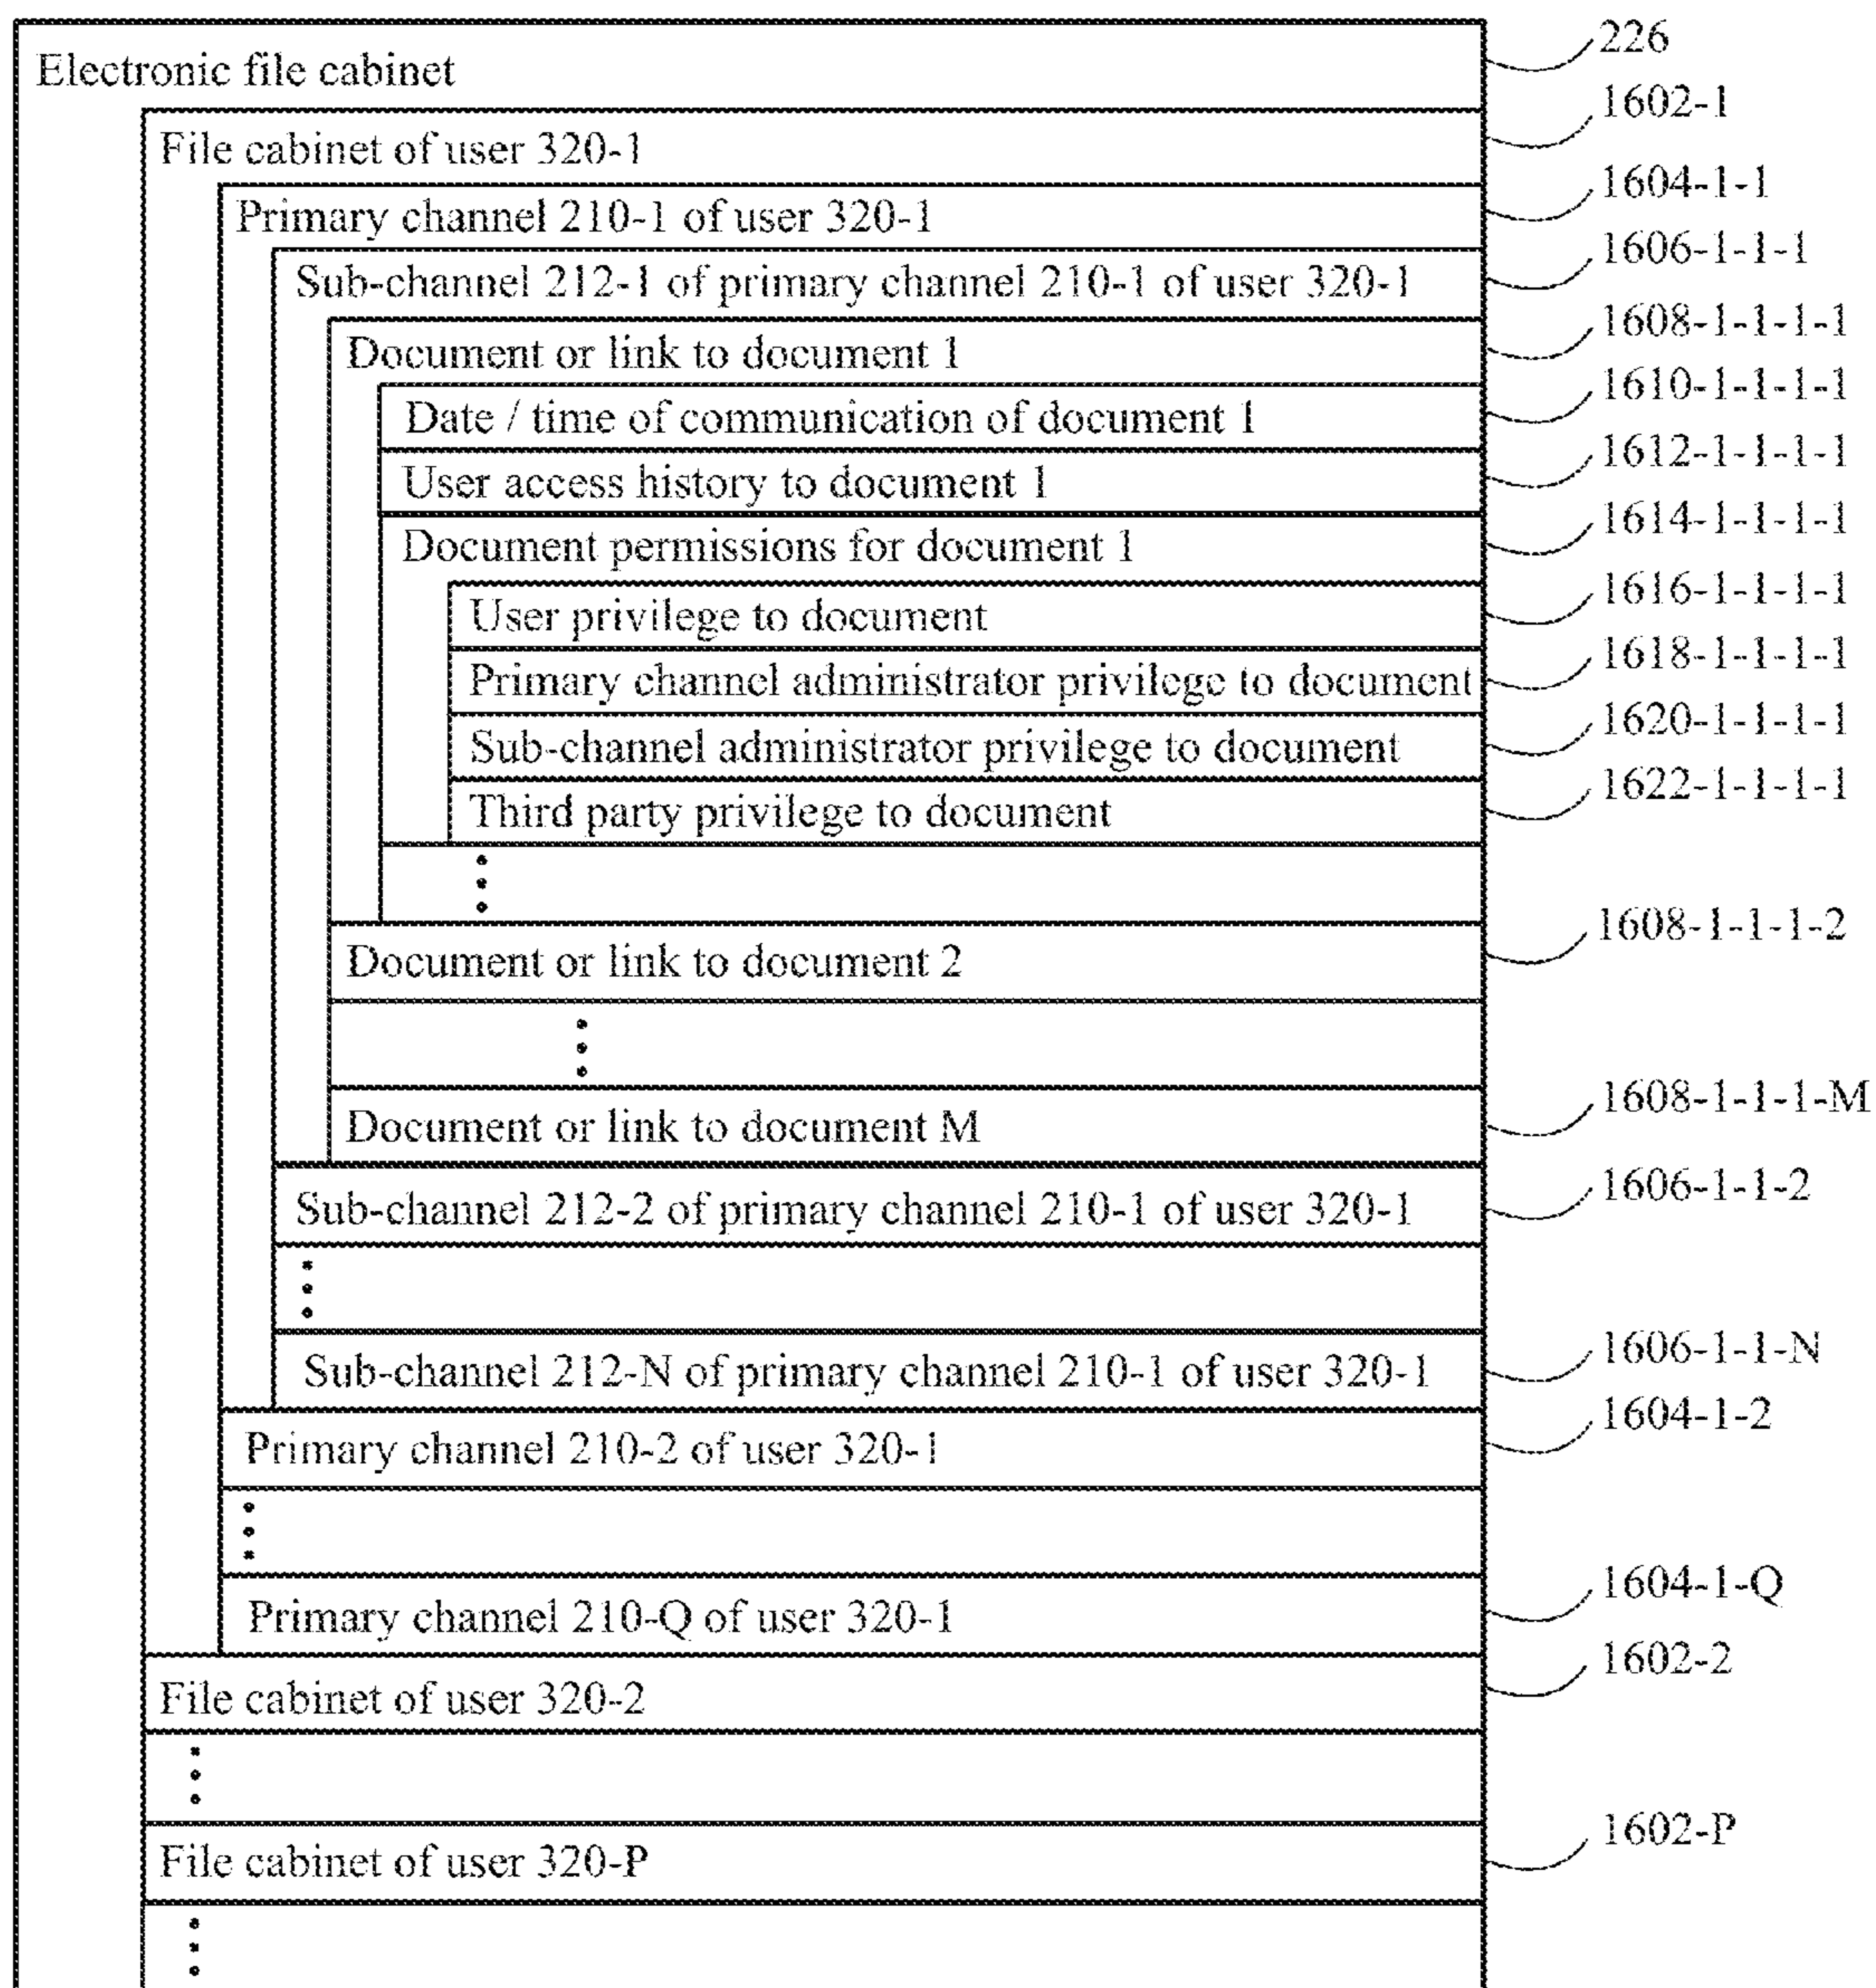 Electronic file cabinet 226
File cabinet of user 320-1 1602-1
Primary channel 210-1 of user 320-1 1604-1-1
Sub-channel 212-1 of primary channel 210-1 of user 320-1 1606-1-1-1
Document or link to document 1 1608-1-1-1-1
Date / time of communication of document 1 1610-1-1-1-1
User access history to document 1 1612-1-1-1-1
Document permissions for document 1 1614-1-1-1-1
User privilege to document 1616-1-1-1-1
Primary channel administrator privilege to document 1618-1-1-1-1
Sub-channel administrator privilege to document 1620-1-1-1-1
Third party privilege to document 1622-1-1-1-1
Document or link to document 2 1608-1-1-1-2
Document or link to document M 1608-1-1-1-M
Sub-channel 212-2 of primary channel 210-1 of user 320-1 1606-1-1-2
Sub-channel 212-N of primary channel 210-1 of user 320-1 1606-1-1-N
Primary channel 210-2 of user 320-1 1604-1-2
Primary channel 210-Q of user 320-1 1604-1-Q
File cabinet of user 320-2 1602-2
File cabinet of user 320-P 1602-P